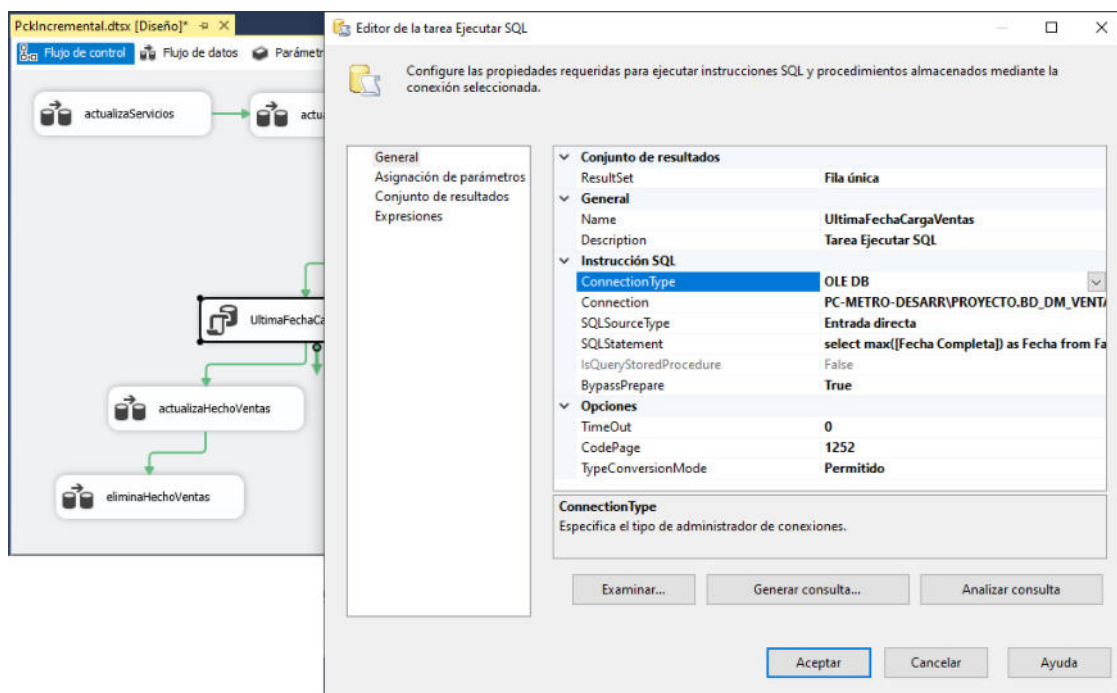 PckIncremental.dtsx [Diseño]*
Flujo de control Flujo de datos Parámetr
actualizaServicios
actu
UltimaFechaCa
actualizaHechoVentas
eliminaHechoVentas
Editor de la tarea Ejecutar SQL
Configure las propiedades requeridas para ejecutar instrucciones SQL y procedimientos almacenados mediante la
conexión seleccionada.
General
Asignación de parámetros
Conjunto de resultados
Expresiones
Conjunto de resultados
ResultSet Fila única
General
Name UltimaFechaCargaVentas
Description Tarea Ejecutar SQL
Instrucción SQL
ConnectionType OLE DB
Connection PC-METRO-DESARR\PROYECTO.BD_DM_VENTA
SQLSourceType Entrada directa
SQLStatement select max([Fecha Completa]) as Fecha from Fa
IsQueryStoredProcedure False
BypassPrepare True
Opciones
TimeOut 0
CodePage 1252
TypeConversionMode Permitido
ConnectionType
Especifica el tipo de administrador de conexiones.
Examinar... Generar consulta... Analizar consulta
Aceptar Cancelar Ayuda